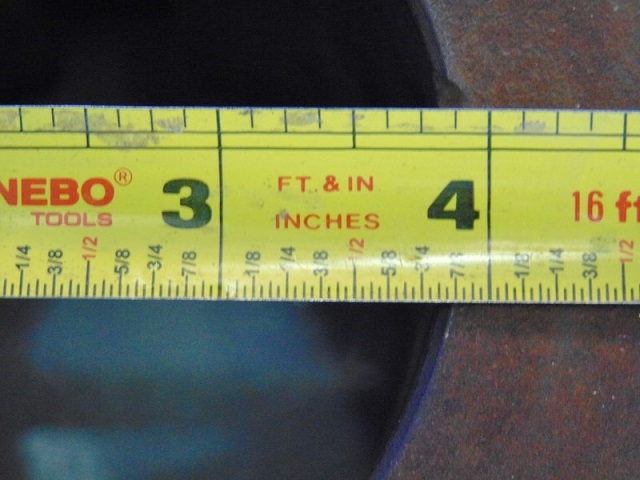 NEBO®
TOOLS
3
FT. & IN
INCHES
4
16 ft
1/4 3/8 1/2 5/8 3/4 7/8 1/8 1/4 3/8 1/2 5/8 3/4 7/8 1/8 1/4 3/8 1/2